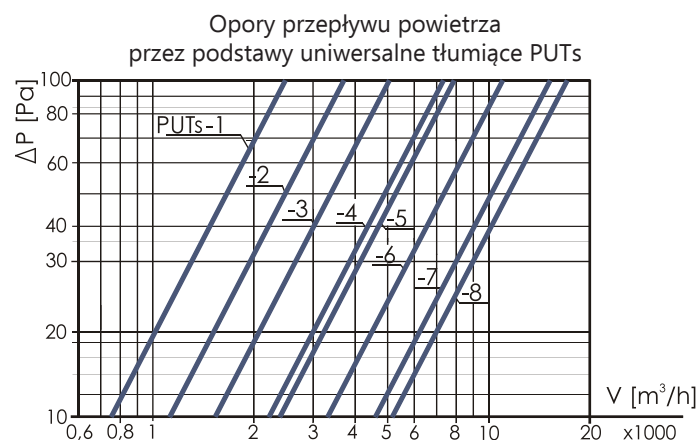 Opory przepływu powietrza
przez podstawy uniwersalne tłumiące PUTs
ΔP [Pa]
100
80
60
40
30
20
10
PUTs-1
-2
-3
-4
-5
-6
-7
-8
V [m³/h]
0,6 0,8 1 2 3 4 5 6 8 10 20 x1000